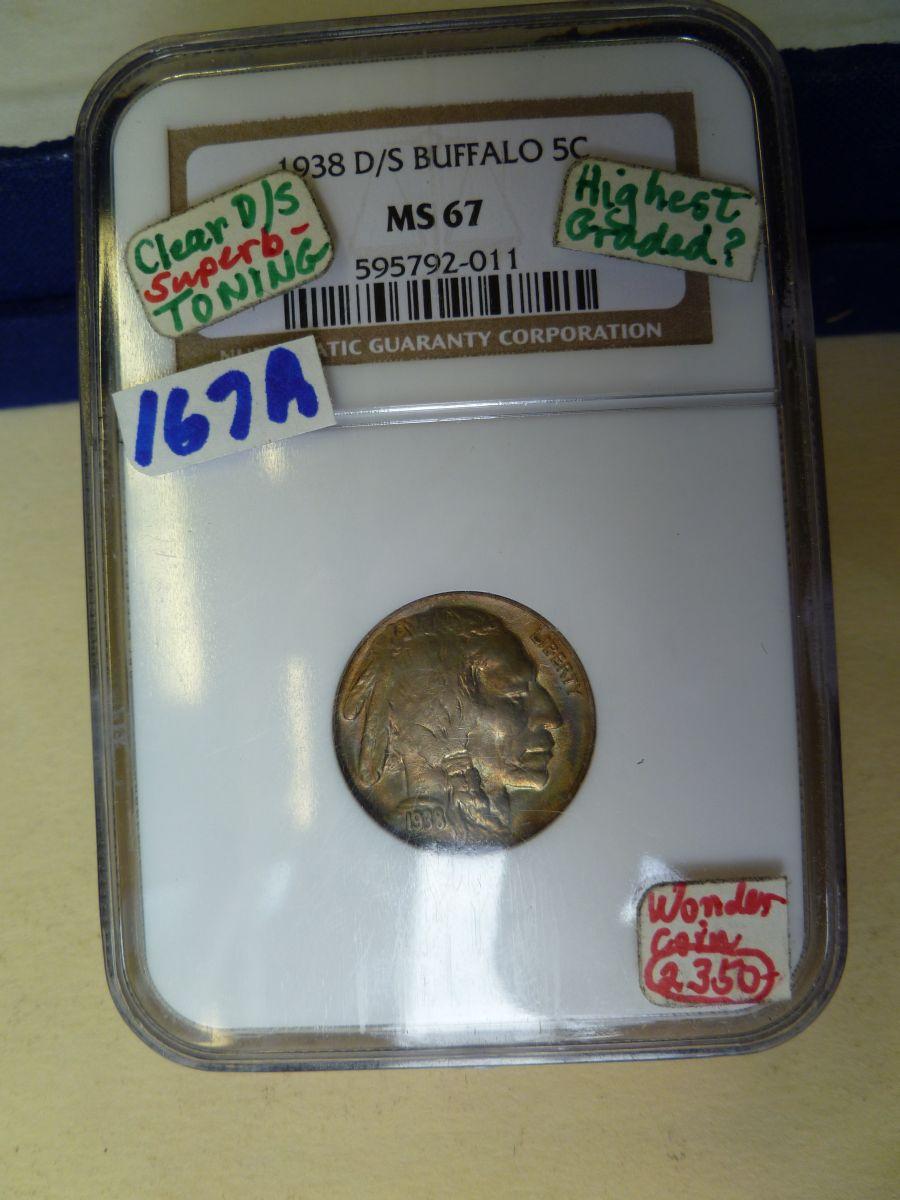 1938 D/S BUFFALO 5C
MS 67
595792-011
ATIC GUARANTY CORPORATION
Clear D/S
Superb-
TONING
Highest
Graded?
167A
LIBERTY
1938
Wonder
coin
2350